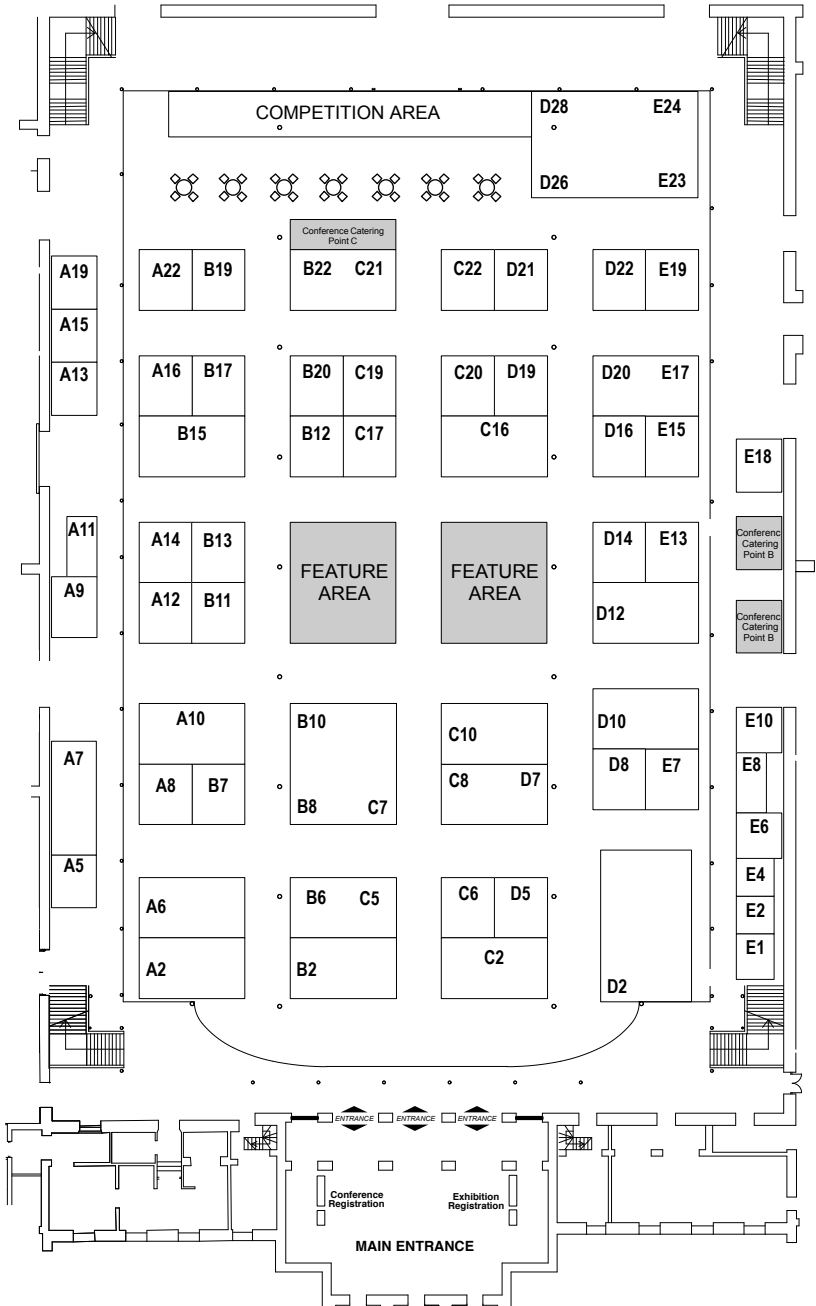 COMPETITION AREA
D28
E24
D26
E23
Conference Catering
Point C
A19
A22
B19
B22
C21
C22
D21
D22
E19
A15
A13
A16
B17
B20
C19
C20
D19
D20
E17
B15
B12
C17
C16
D16
E15
E18
A11
A14
B13
FEATURE
AREA
FEATURE
AREA
D14
E13
Conferenc
Catering
Point B
A9
A12
B11
D12
Conferenc
Catering
Point B
A10
B10
C10
D10
E10
A7
A8
B7
B8
C7
C8
D7
D8
E7
E8
E6
A5
A6
B6
C5
C6
D5
E4
E2
A2
B2
C2
D2
E1
ENTRANCE
ENTRANCE
ENTRANCE
Conference
Registration
Exhibition
Registration
MAIN ENTRANCE